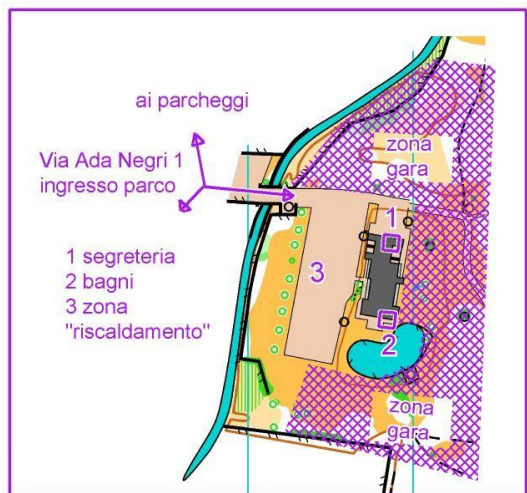 ai parcheggi
Via Ada Negri 1
ingresso parco
1 segreteria
2 bagni
3 zona
"riscaldamento"
zona
gara
1
3
2
zona
gara